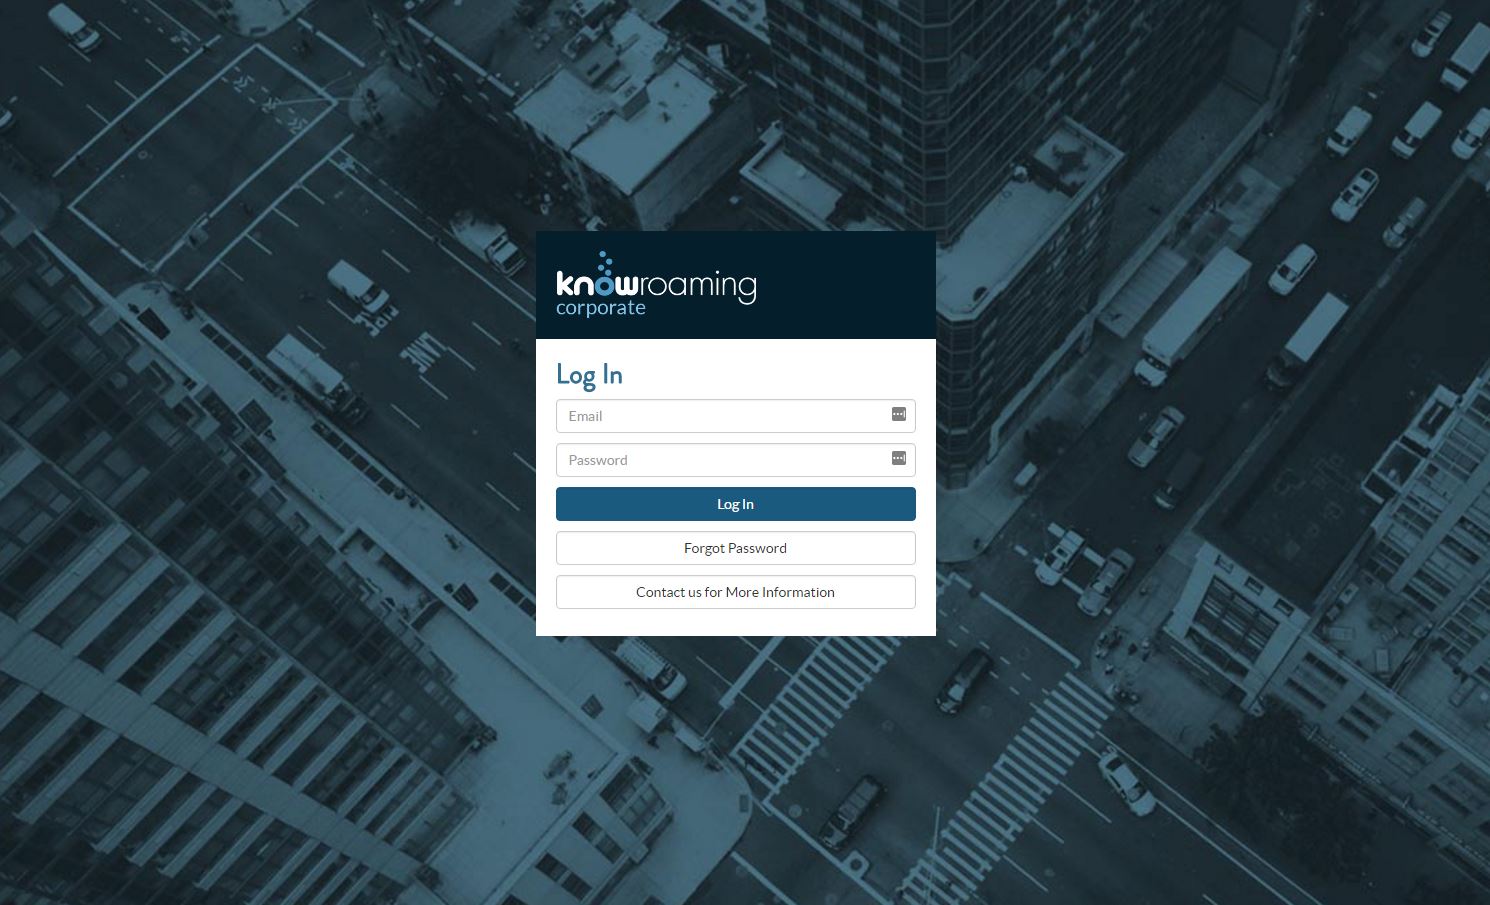 knowroaming
corporate
Log In
Email
Password
Log In
Forgot Password
Contact us for More Information